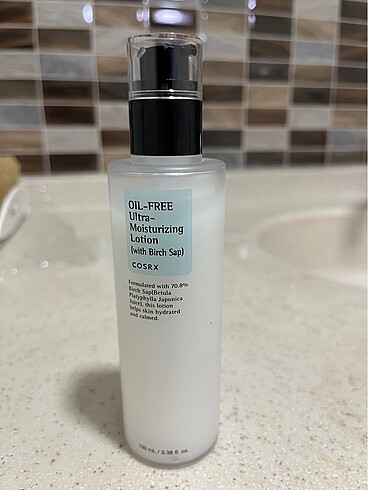 OIL-FREE
Ultra-
Moisturizing
Lotion
(with Birch Sap)
COSRX
Formulated with 70.8%
Birch Sap(Betula
Platyphylla Japonica
Juice), this lotion
helps skin hydrated
and calmed.
100 mL / 3.38 fl. oz.